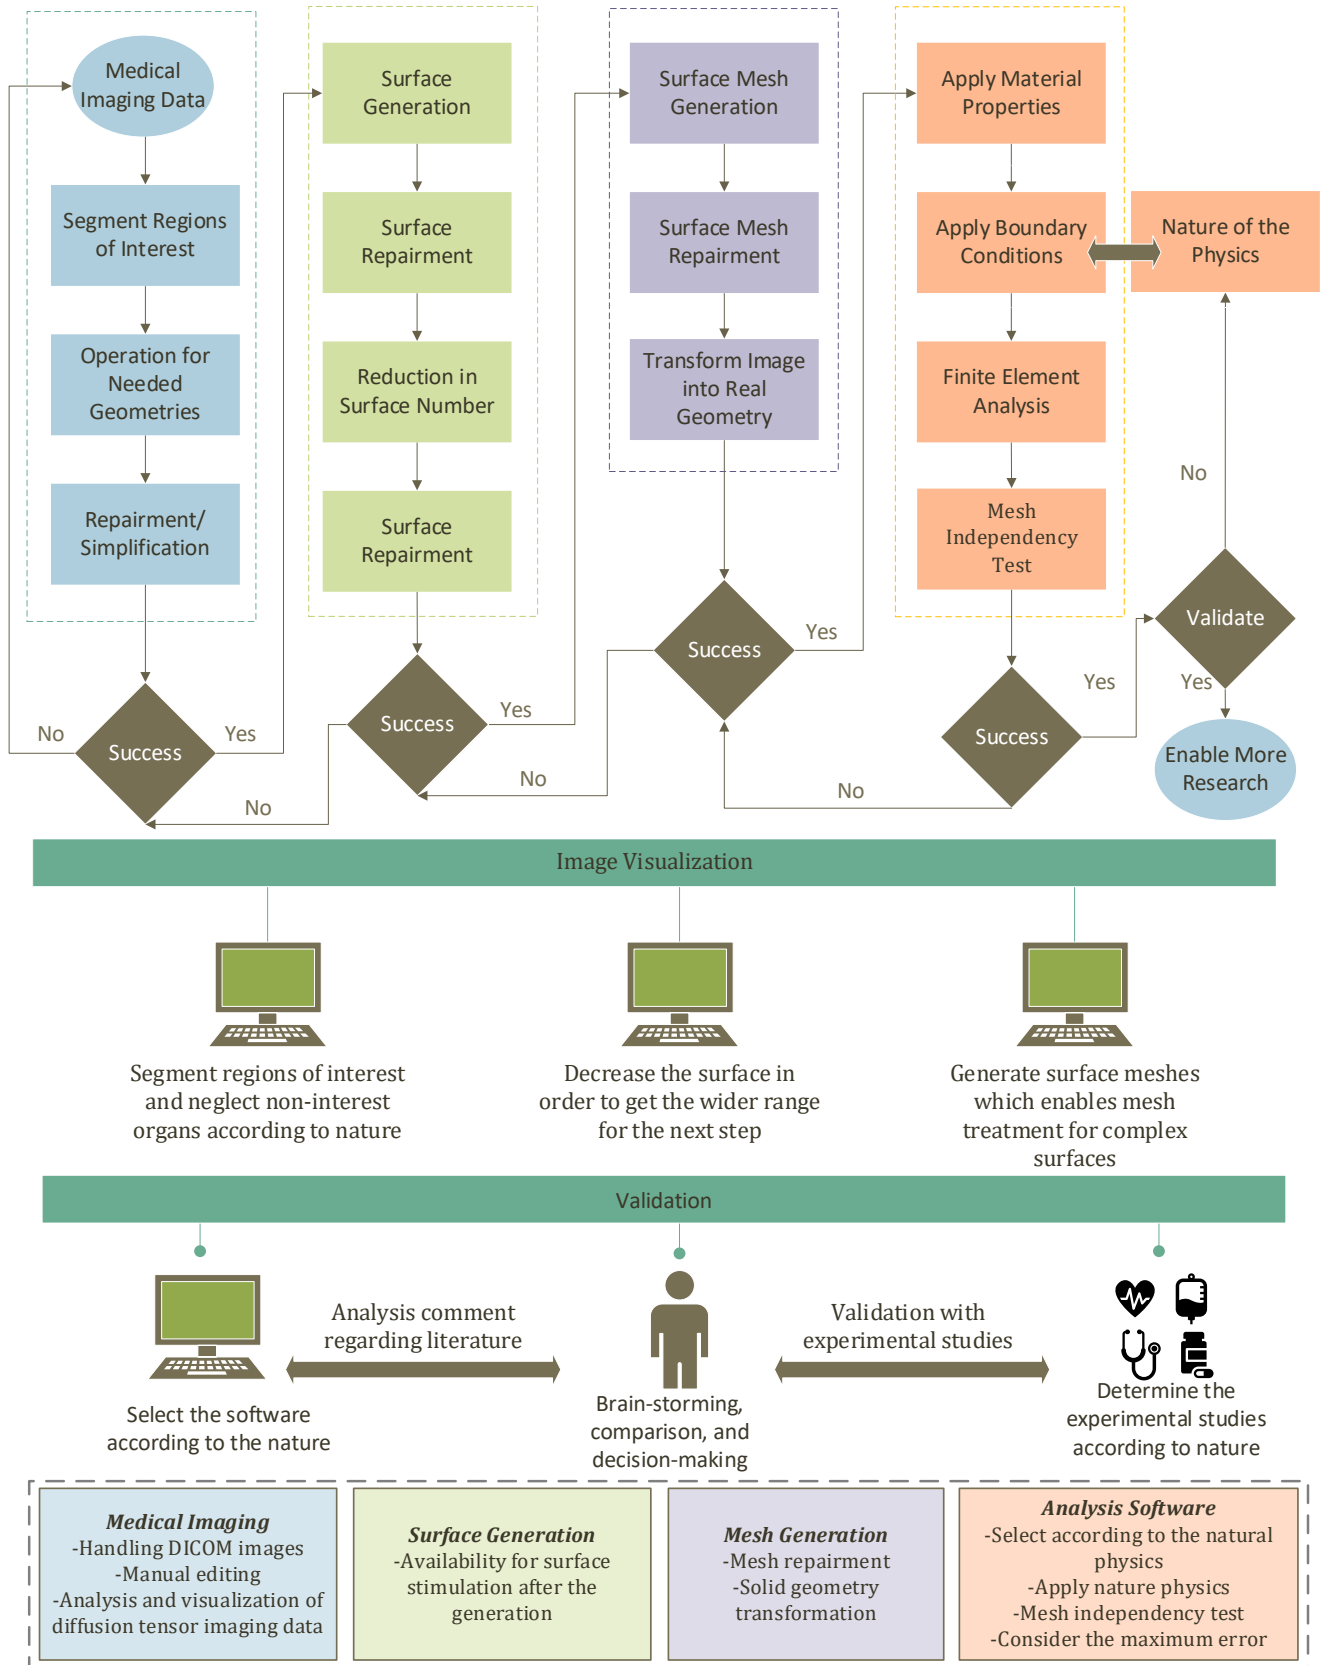 Medical
Imaging Data
Segment Regions
of Interest
Operation for
Needed
Geometries
Repairment/
Simplification
Success
No
Yes
Surface
Generation
Surface
Repairment
Reduction in
Surface Number
Surface
Repairment
Success
No
Yes
Surface Mesh
Generation
Surface Mesh
Repairment
Transform Image
into Real
Geometry
Success
No
Yes
Apply Material
Properties
Apply Boundary
Conditions
Finite Element
Analysis
Mesh
Independency
Test
Success
No
Yes
Nature of the
Physics
No
Validate
Yes
Enable More
Research
Image Visualization
Segment regions of interest
and neglect non-interest
organs according to nature
Decrease the surface in
order to get the wider range
for the next step
Generate surface meshes
which enables mesh
treatment for complex
surfaces
Validation
Select the software
according to the nature
Analysis comment
regarding literature
Brain-storming,
comparison, and
decision-making
Validation with
experimental studies
Determine the
experimental studies
according to nature
Medical Imaging
-Handling DICOM images
-Manual editing
-Analysis and visualization of
diffusion tensor imaging data
Surface Generation
-Availability for surface
stimulation after the
generation
Mesh Generation
-Mesh repairment
-Solid geometry
transformation
Analysis Software
-Select according to the natural
physics
-Apply nature physics
-Mesh independency test
-Consider the maximum error